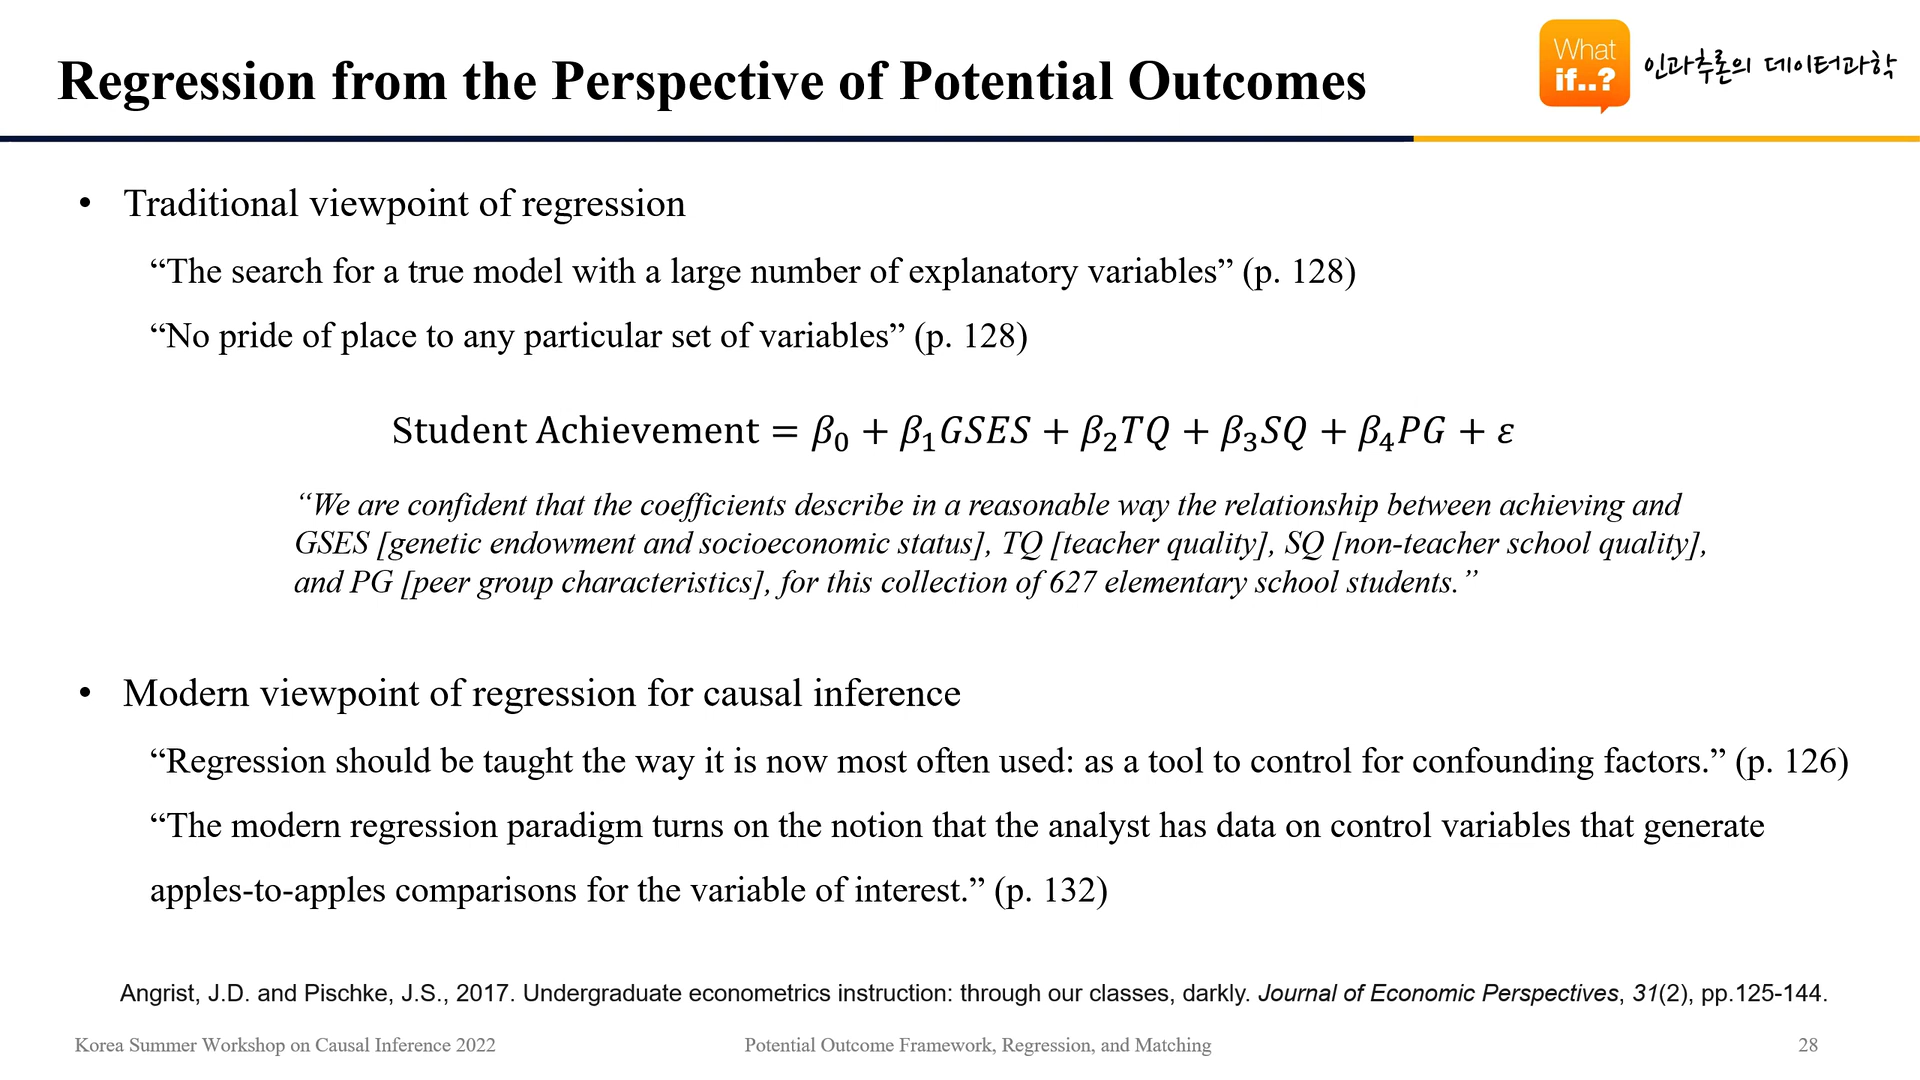 Regression from the Perspective of Potential Outcomes
What
if..?
인과추론의 데이터과학
• Traditional viewpoint of regression
“The search for a true model with a large number of explanatory variables” (p. 128)
“No pride of place to any particular set of variables” (p. 128)
Student Achievement = β₀ + β₁GSES + β₂TQ + β₃SQ + β₄PG + ε
“We are confident that the coefficients describe in a reasonable way the relationship between achieving and
GSES [genetic endowment and socioeconomic status], TQ [teacher quality], SQ [non-teacher school quality],
and PG [peer group characteristics], for this collection of 627 elementary school students.”
• Modern viewpoint of regression for causal inference
“Regression should be taught the way it is now most often used: as a tool to control for confounding factors.” (p. 126)
“The modern regression paradigm turns on the notion that the analyst has data on control variables that generate
apples-to-apples comparisons for the variable of interest.” (p. 132)
Angrist, J.D. and Pischke, J.S., 2017. Undergraduate econometrics instruction: through our classes, darkly. Journal of Economic Perspectives, 31(2), pp.125-144.
Korea Summer Workshop on Causal Inference 2022
Potential Outcome Framework, Regression, and Matching
28